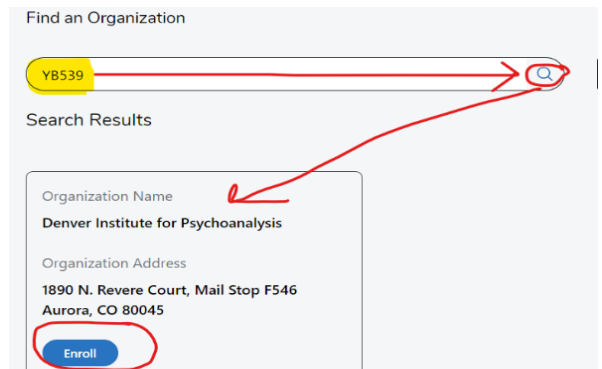 Find an Organization
YB539
Search Results
Organization Name
Denver Institute for Psychoanalysis
Organization Address
1890 N. Revere Court, Mail Stop F546
Aurora, CO 80045
Enroll